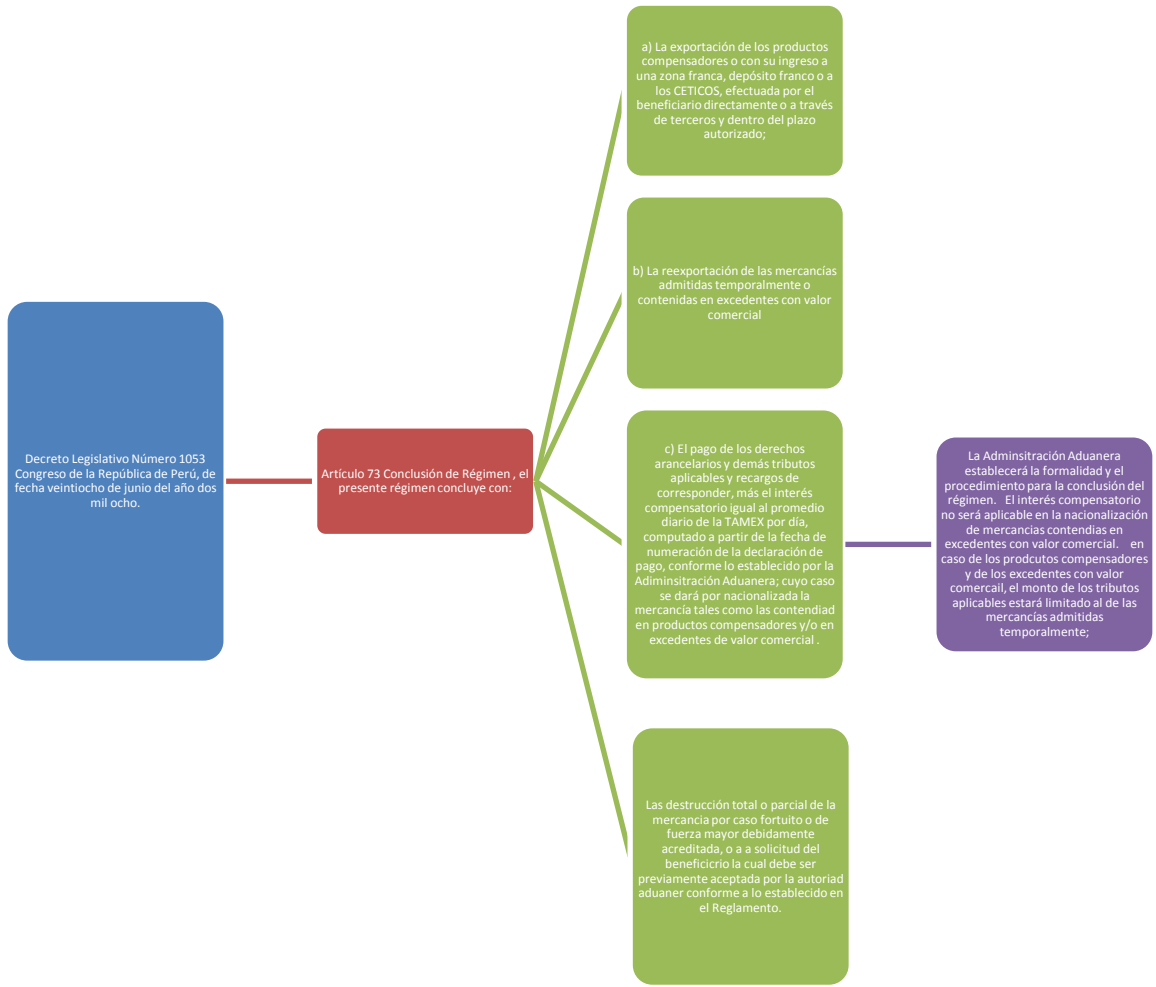 Decreto Legislativo Número 1053
Congreso de la República de Perú, de
fecha veintiocho de junio del año dos
mil ocho.
Artículo 73 Conclusión de Régimen , el
presente régimen concluye con:
a) La exportación de los productos
compensadores o con su ingreso a
una zona franca, depósito franco o a
los CETICOS, efectuada por el
beneficiario directamente o a través
de terceros y dentro del plazo
autorizado;
b) La reexportación de las mercancías
admitidas temporalmente o
contenidas en excedentes con valor
comercial
c) El pago de los derechos
arancelarios y demás tributos
aplicables y recargos de
corresponder, más el interés
compensatorio igual al promedio
diario de la TAMEX por día,
computado a partir de la fecha de
numeración de la declaración de
pago, conforme lo establecido por la
Adiminsitración Aduanera; cuyo caso
se dará por nacionalizada la
mercancía tales como las contendiad
en productos compensadores y/o en
excedentes de valor comercial .
La Adminsitración Aduanera
establecerá la formalidad y el
procedimiento para la conclusión del
régimen. El interés compensatorio
no será aplicable en la nacionalización
de mercancias contendias en
excedentes con valor comercial. en
caso de los prodcutos compensadores
y de los excedentes con valor
comercail, el monto de los tributos
aplicables estará limitado al de las
mercancías admitidas
temporalmente;
Las destrucción total o parcial de la
mercancia por caso fortuito o de
fuerza mayor debidamente
acreditada, o a a solicitud del
beneficicrio la cual debe ser
previamente aceptada por la autoriad
aduaner conforme a lo establecido en
el Reglamento.